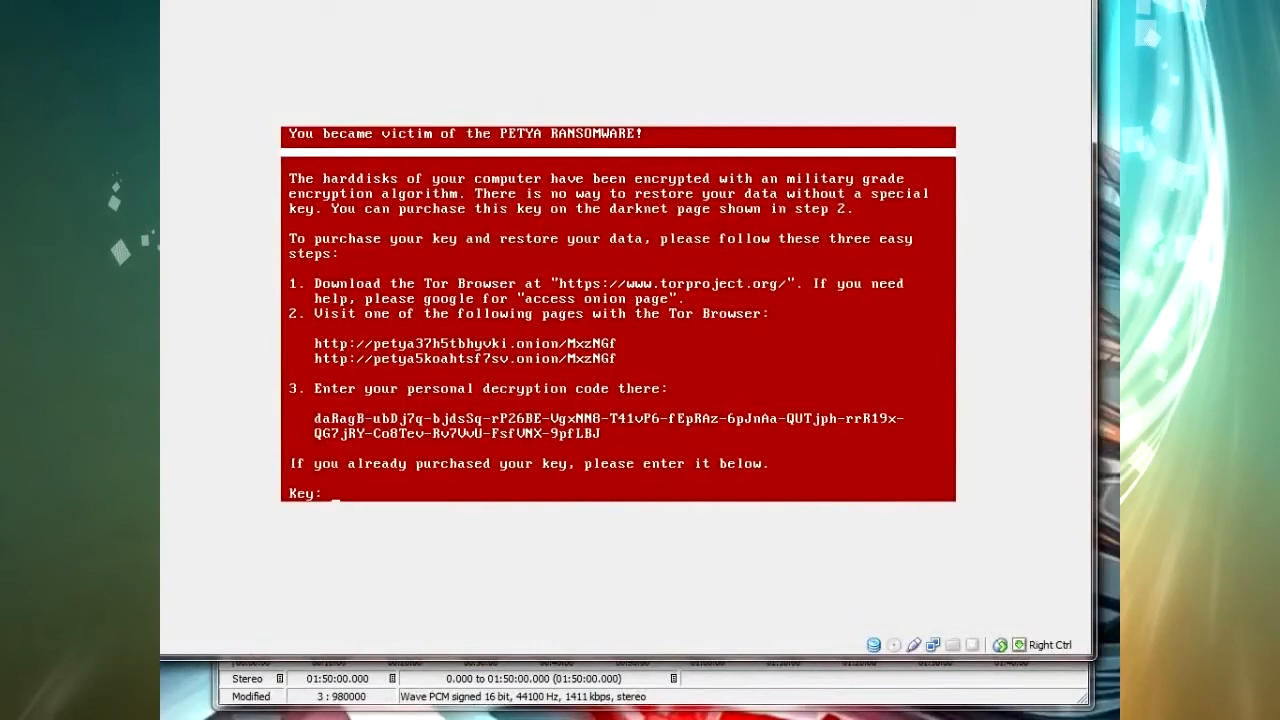 You became victim of the PETYA RANSOMWARE!
The harddisks of your computer have been encrypted with an military grade
encryption algorithm. There is no way to restore your data without a special
key. You can purchase this key on the darknet page shown in step 2.
To purchase your key and restore your data, please follow these three easy
steps:
1. Download the Tor Browser at "https://www.torproject.org/". If you need
help, please google for "access onion page".
2. Visit one of the following pages with the Tor Browser:
http://petya37h5tbhyvki.onion/MxzNGf
http://petya5koahtsf7sv.onion/MxzNGf
3. Enter your personal decryption code there:
daRagB-ubDj7q-bjdsSq-rP26BE-VgxNN8-T41vP6-fEpRAz-6pJnAa-QUTjph-rrR19x-
QG7jRY-Co8Tev-Rv7VvU-FsfVNX-9pfLBJ
If you already purchased your key, please enter it below.
Key: _
Right Ctrl
Stereo 01:50:00.000 0.000 to 01:50:00.000 (01:50:00.000)
Modified 3 : 980000 Wave PCM signed 16 bit, 44100 Hz, 1411 kbps, stereo